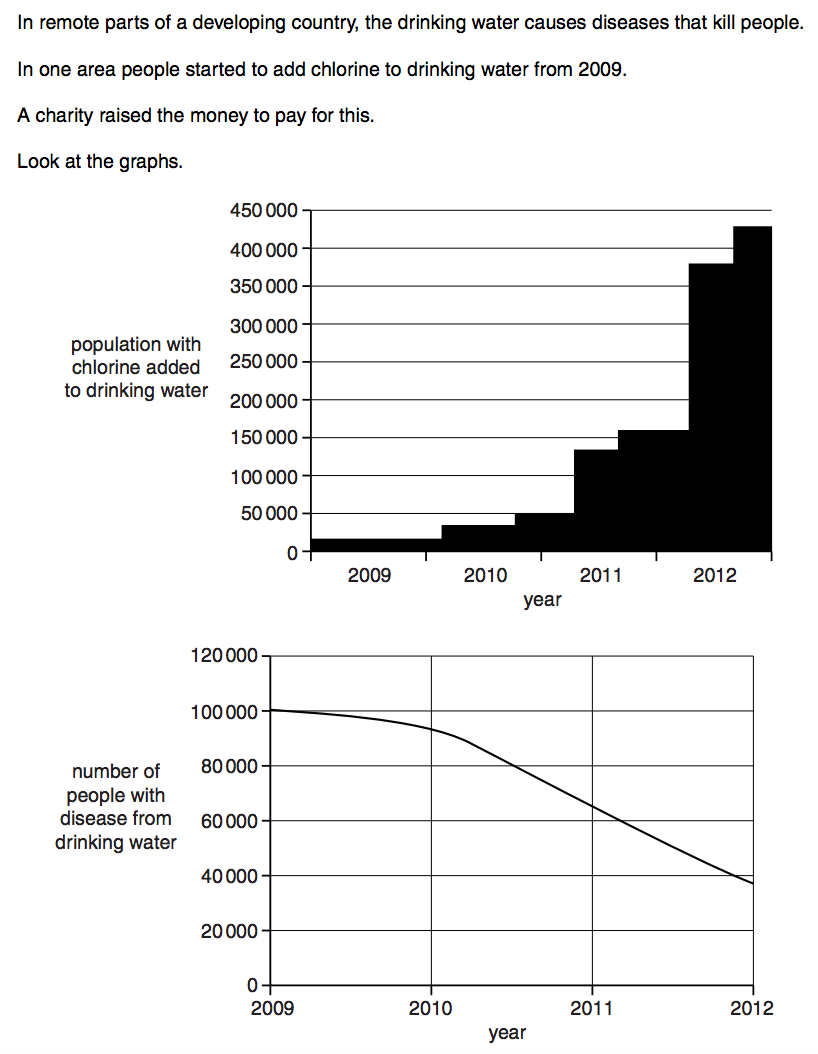 In remote parts of a developing country, the drinking water causes diseases that kill people.
In one area people started to add chlorine to drinking water from 2009.
A charity raised the money to pay for this.
Look at the graphs.
450 000
400 000
350 000
300 000
250 000
200 000
150 000
100 000
50 000
0
population with
chlorine added
to drinking water
2009 2010 2011 2012
year
120 000
100 000
80 000
60 000
40 000
20 000
0
number of
people with
disease from
drinking water
2009 2010 2011 2012
year